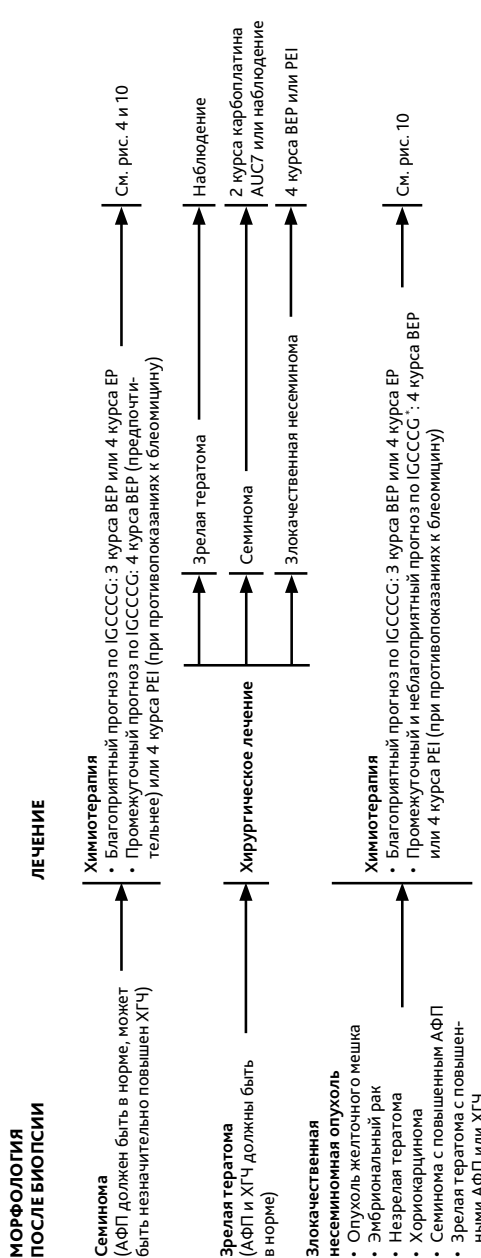 МОРФОЛОГИЯ
ПОСЛЕ БИОПСИИ
ЛЕЧЕНИЕ
Семинома
(АФП должен быть в норме, может
быть незначительно повышен ХГЧ)
Химиотерапия
• Благоприятный прогноз по IGCCCG: 3 курса BEP или 4 курса EP
• Промежуточный прогноз по IGCCCG: 4 курса BEP (предпочти-
тельнее) или 4 курса PEI (при противопоказаниях к блеомицину)
См. рис. 4 и 10
Зрелая тератома
(АФП и ХГЧ должны быть
в норме)
Хирургическое лечение
Зрелая тератома
Наблюдение
Семинома
2 курса карбоплатина
AUC7 или наблюдение
Злокачественная несеминома
4 курса BEP или PEI
Злокачественная
несеминомная опухоль
• Опухоль желточного мешка
• Эмбриональный рак
• Незрелая тератома
• Хориокарцинома
• Семинома с повышенным АФП
• Зрелая тератома с повышен-
ными АФП или ХГЧ
Химиотерапия
• Благоприятный прогноз по IGCCCG: 3 курса BEP или 4 курса EP
• Промежуточный и неблагоприятный прогноз по IGCCCG*: 4 курса BEP
или 4 курса PEI (при противопоказаниях к блеомицину)
См. рис. 10